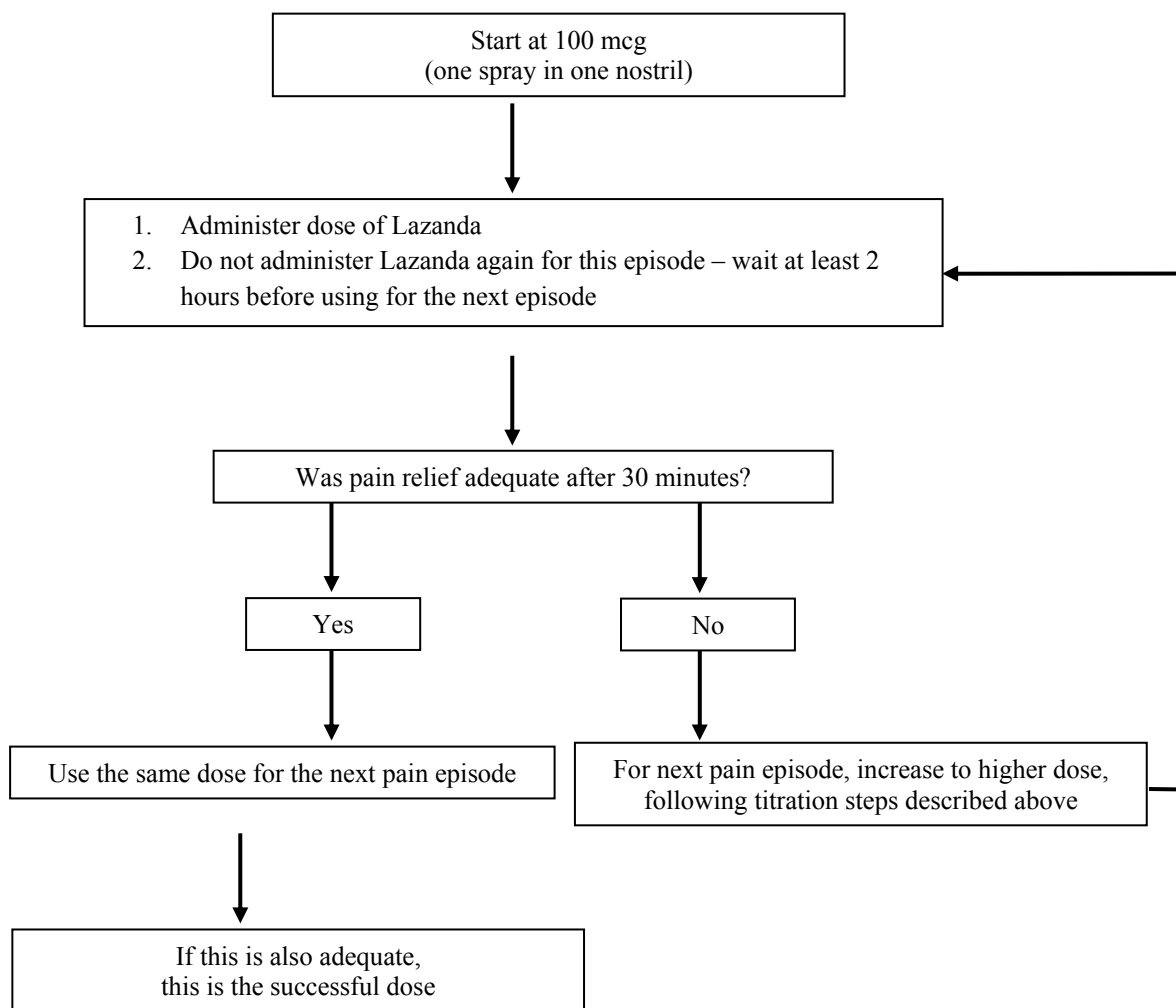 Start at 100 mcg
(one spray in one nostril)
1. Administer dose of Lazanda
2. Do not administer Lazanda again for this episode – wait at least 2
hours before using for the next episode
Was pain relief adequate after 30 minutes?
Yes
No
Use the same dose for the next pain episode
For next pain episode, increase to higher dose,
following titration steps described above
If this is also adequate,
this is the successful dose